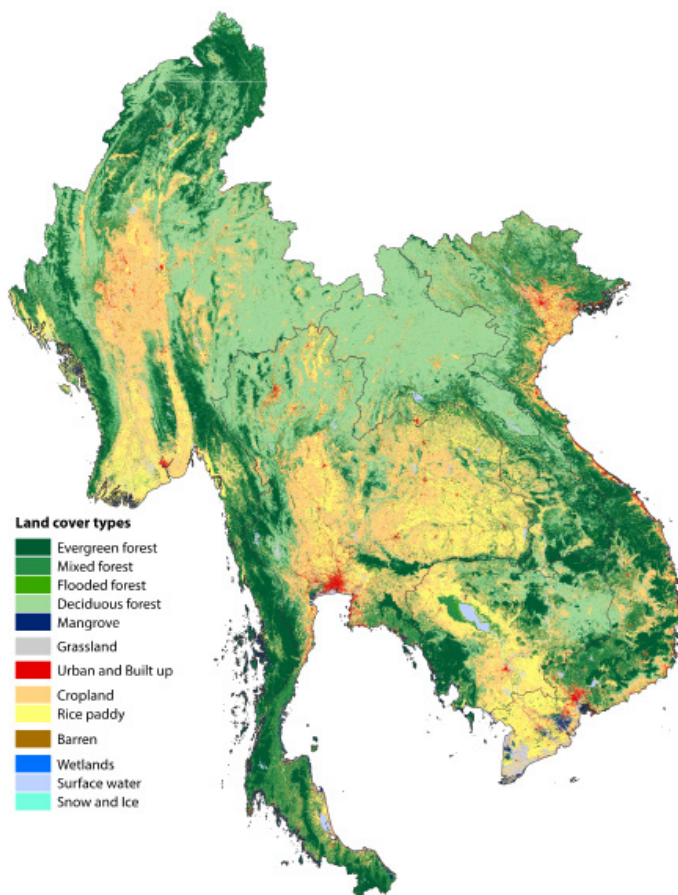 Land cover types
Evergreen forest
Mixed forest
Flooded forest
Deciduous forest
Mangrove
Grassland
Urban and Built up
Cropland
Rice paddy
Barren
Wetlands
Surface water
Snow and Ice